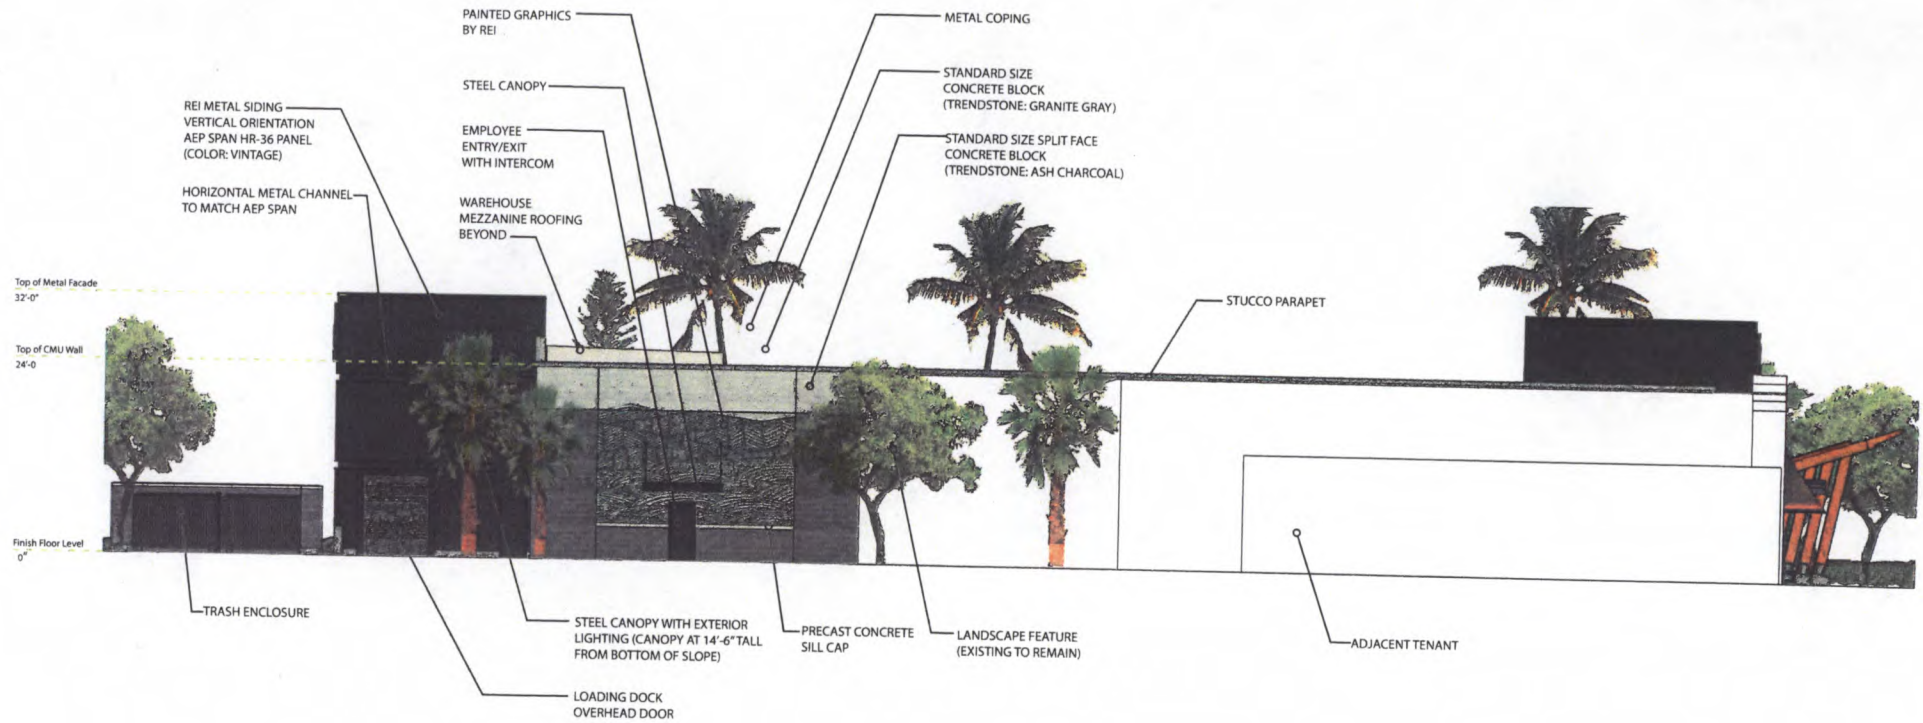 PAINTED GRAPHICS
BY REI
METAL COPING
STEEL CANOPY
STANDARD SIZE
CONCRETE BLOCK
(TRENDSTONE: GRANITE GRAY)
REI METAL SIDING
VERTICAL ORIENTATION
AEP SPAN HR-36 PANEL
(COLOR: VINTAGE)
EMPLOYEE
ENTRY/EXIT
WITH INTERCOM
STANDARD SIZE SPLIT FACE
CONCRETE BLOCK
(TRENDSTONE: ASH CHARCOAL)
HORIZONTAL METAL CHANNEL
TO MATCH AEP SPAN
WAREHOUSE
MEZZANINE ROOFING
BEYOND
Top of Metal Facade
32'-0"
STUCCO PARAPET
Top of CMU Wall
24'-0
Finish Floor Level
0"
TRASH ENCLOSURE
STEEL CANOPY WITH EXTERIOR
LIGHTING (CANOPY AT 14'-6" TALL
FROM BOTTOM OF SLOPE)
PRECAST CONCRETE
SILL CAP
LANDSCAPE FEATURE
(EXISTING TO REMAIN)
ADJACENT TENANT
LOADING DOCK
OVERHEAD DOOR